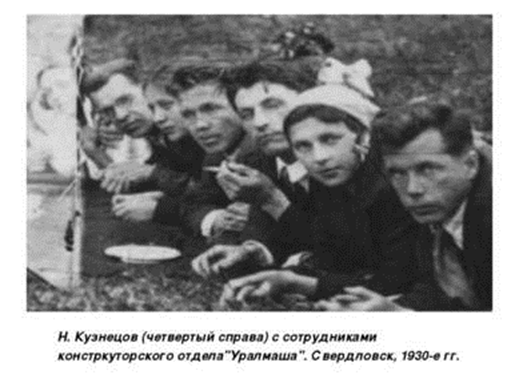 Н. Кузнецов (четвертый справа) с сотрудниками
констркуторского отдела"Уралмаша". Свердловск, 1930-е гг.